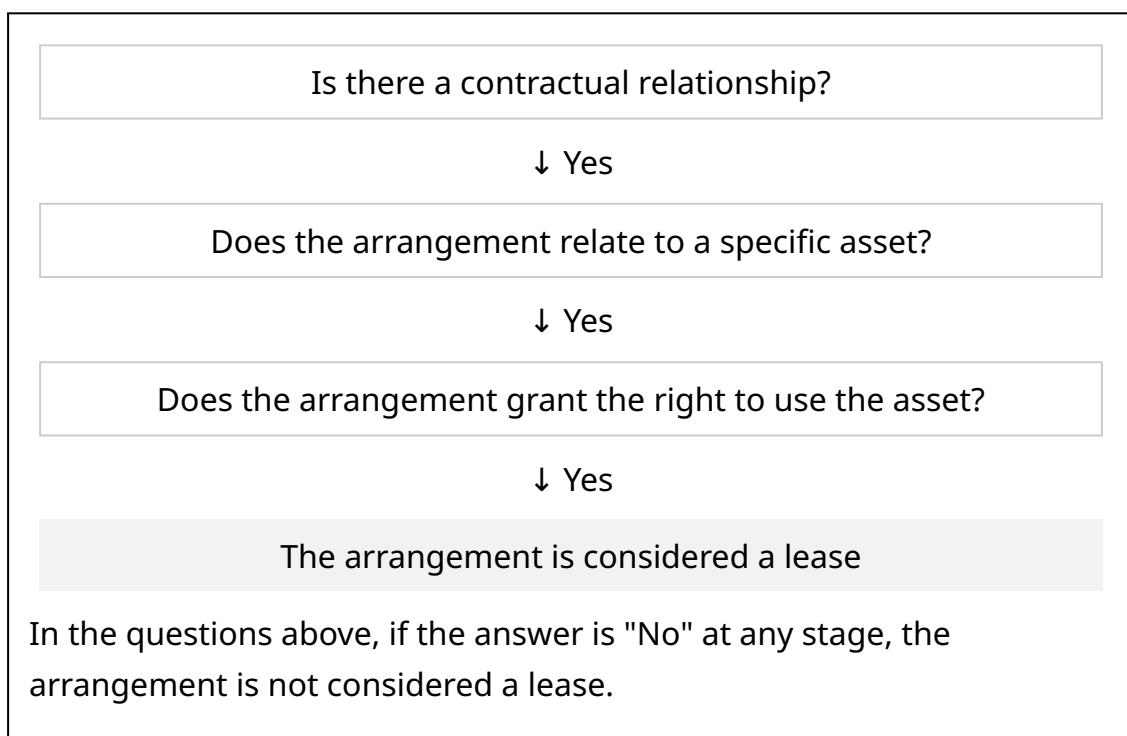 Is there a contractual relationship?
↓ Yes
Does the arrangement relate to a specific asset?
↓ Yes
Does the arrangement grant the right to use the asset?
↓ Yes
The arrangement is considered a lease
In the questions above, if the answer is "No" at any stage, the
arrangement is not considered a lease.